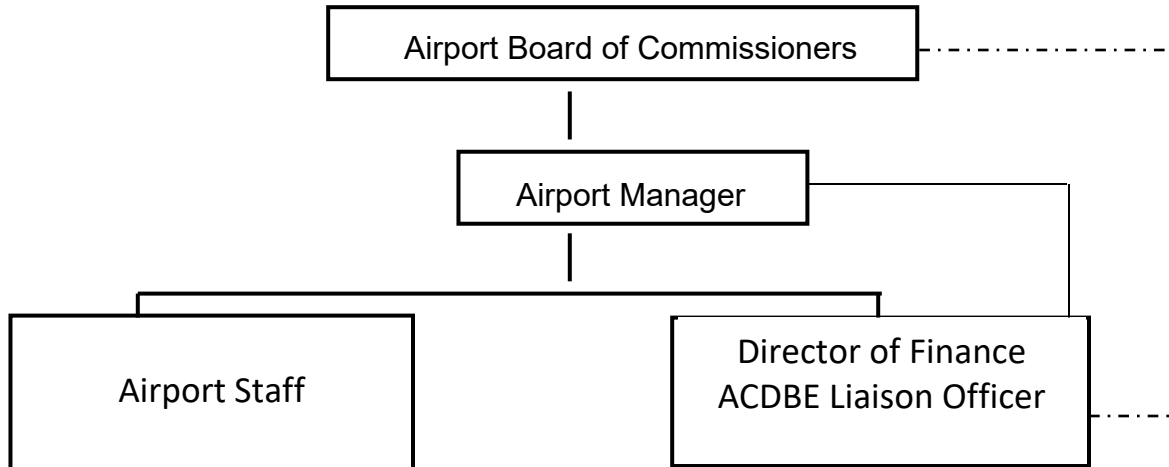 Airport Board of Commissioners
Airport Manager
Airport Staff
Director of Finance
ACDBE Liaison Officer